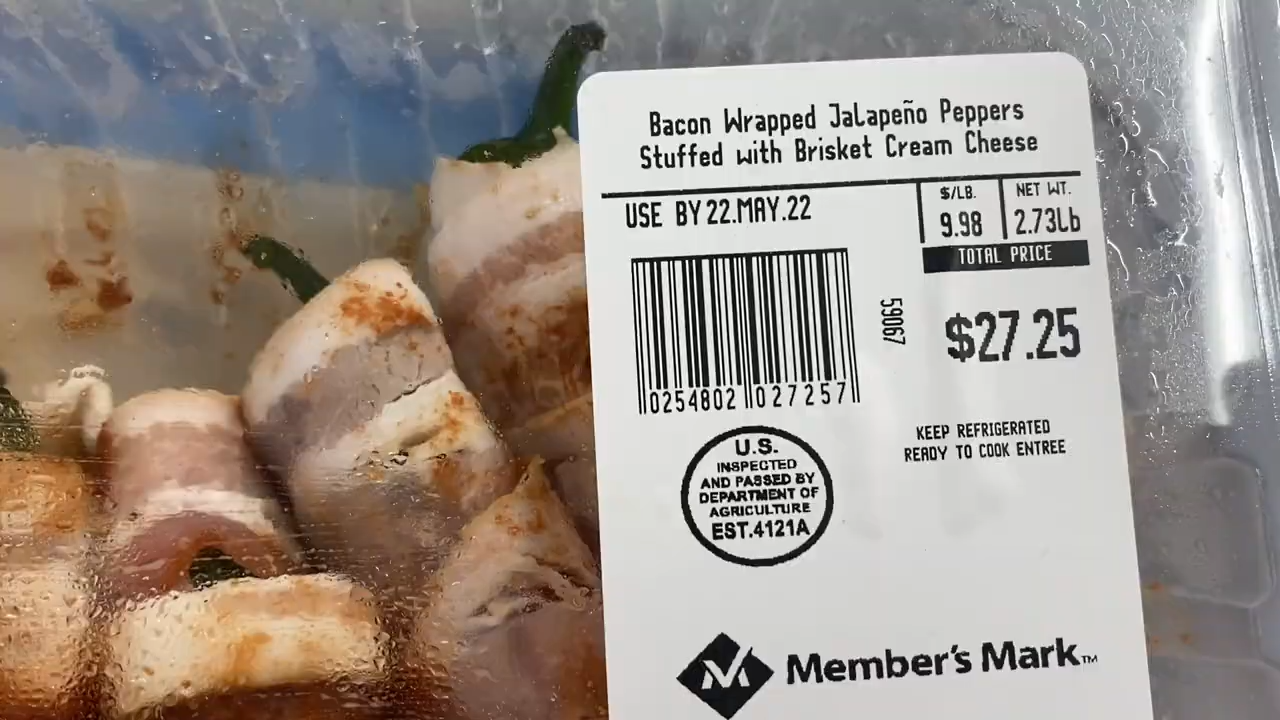 Bacon Wrapped Jalapeño Peppers
Stuffed with Brisket Cream Cheese
USE BY 22.MAY.22
$/LB.
9.98
NET WT.
2.73Lb
TOTAL PRICE
$27.25
59067
0254802 027257
KEEP REFRIGERATED
READY TO COOK ENTREE
U.S.
INSPECTED
AND PASSED BY
DEPARTMENT OF
AGRICULTURE
EST.4121A
Member's Mark™